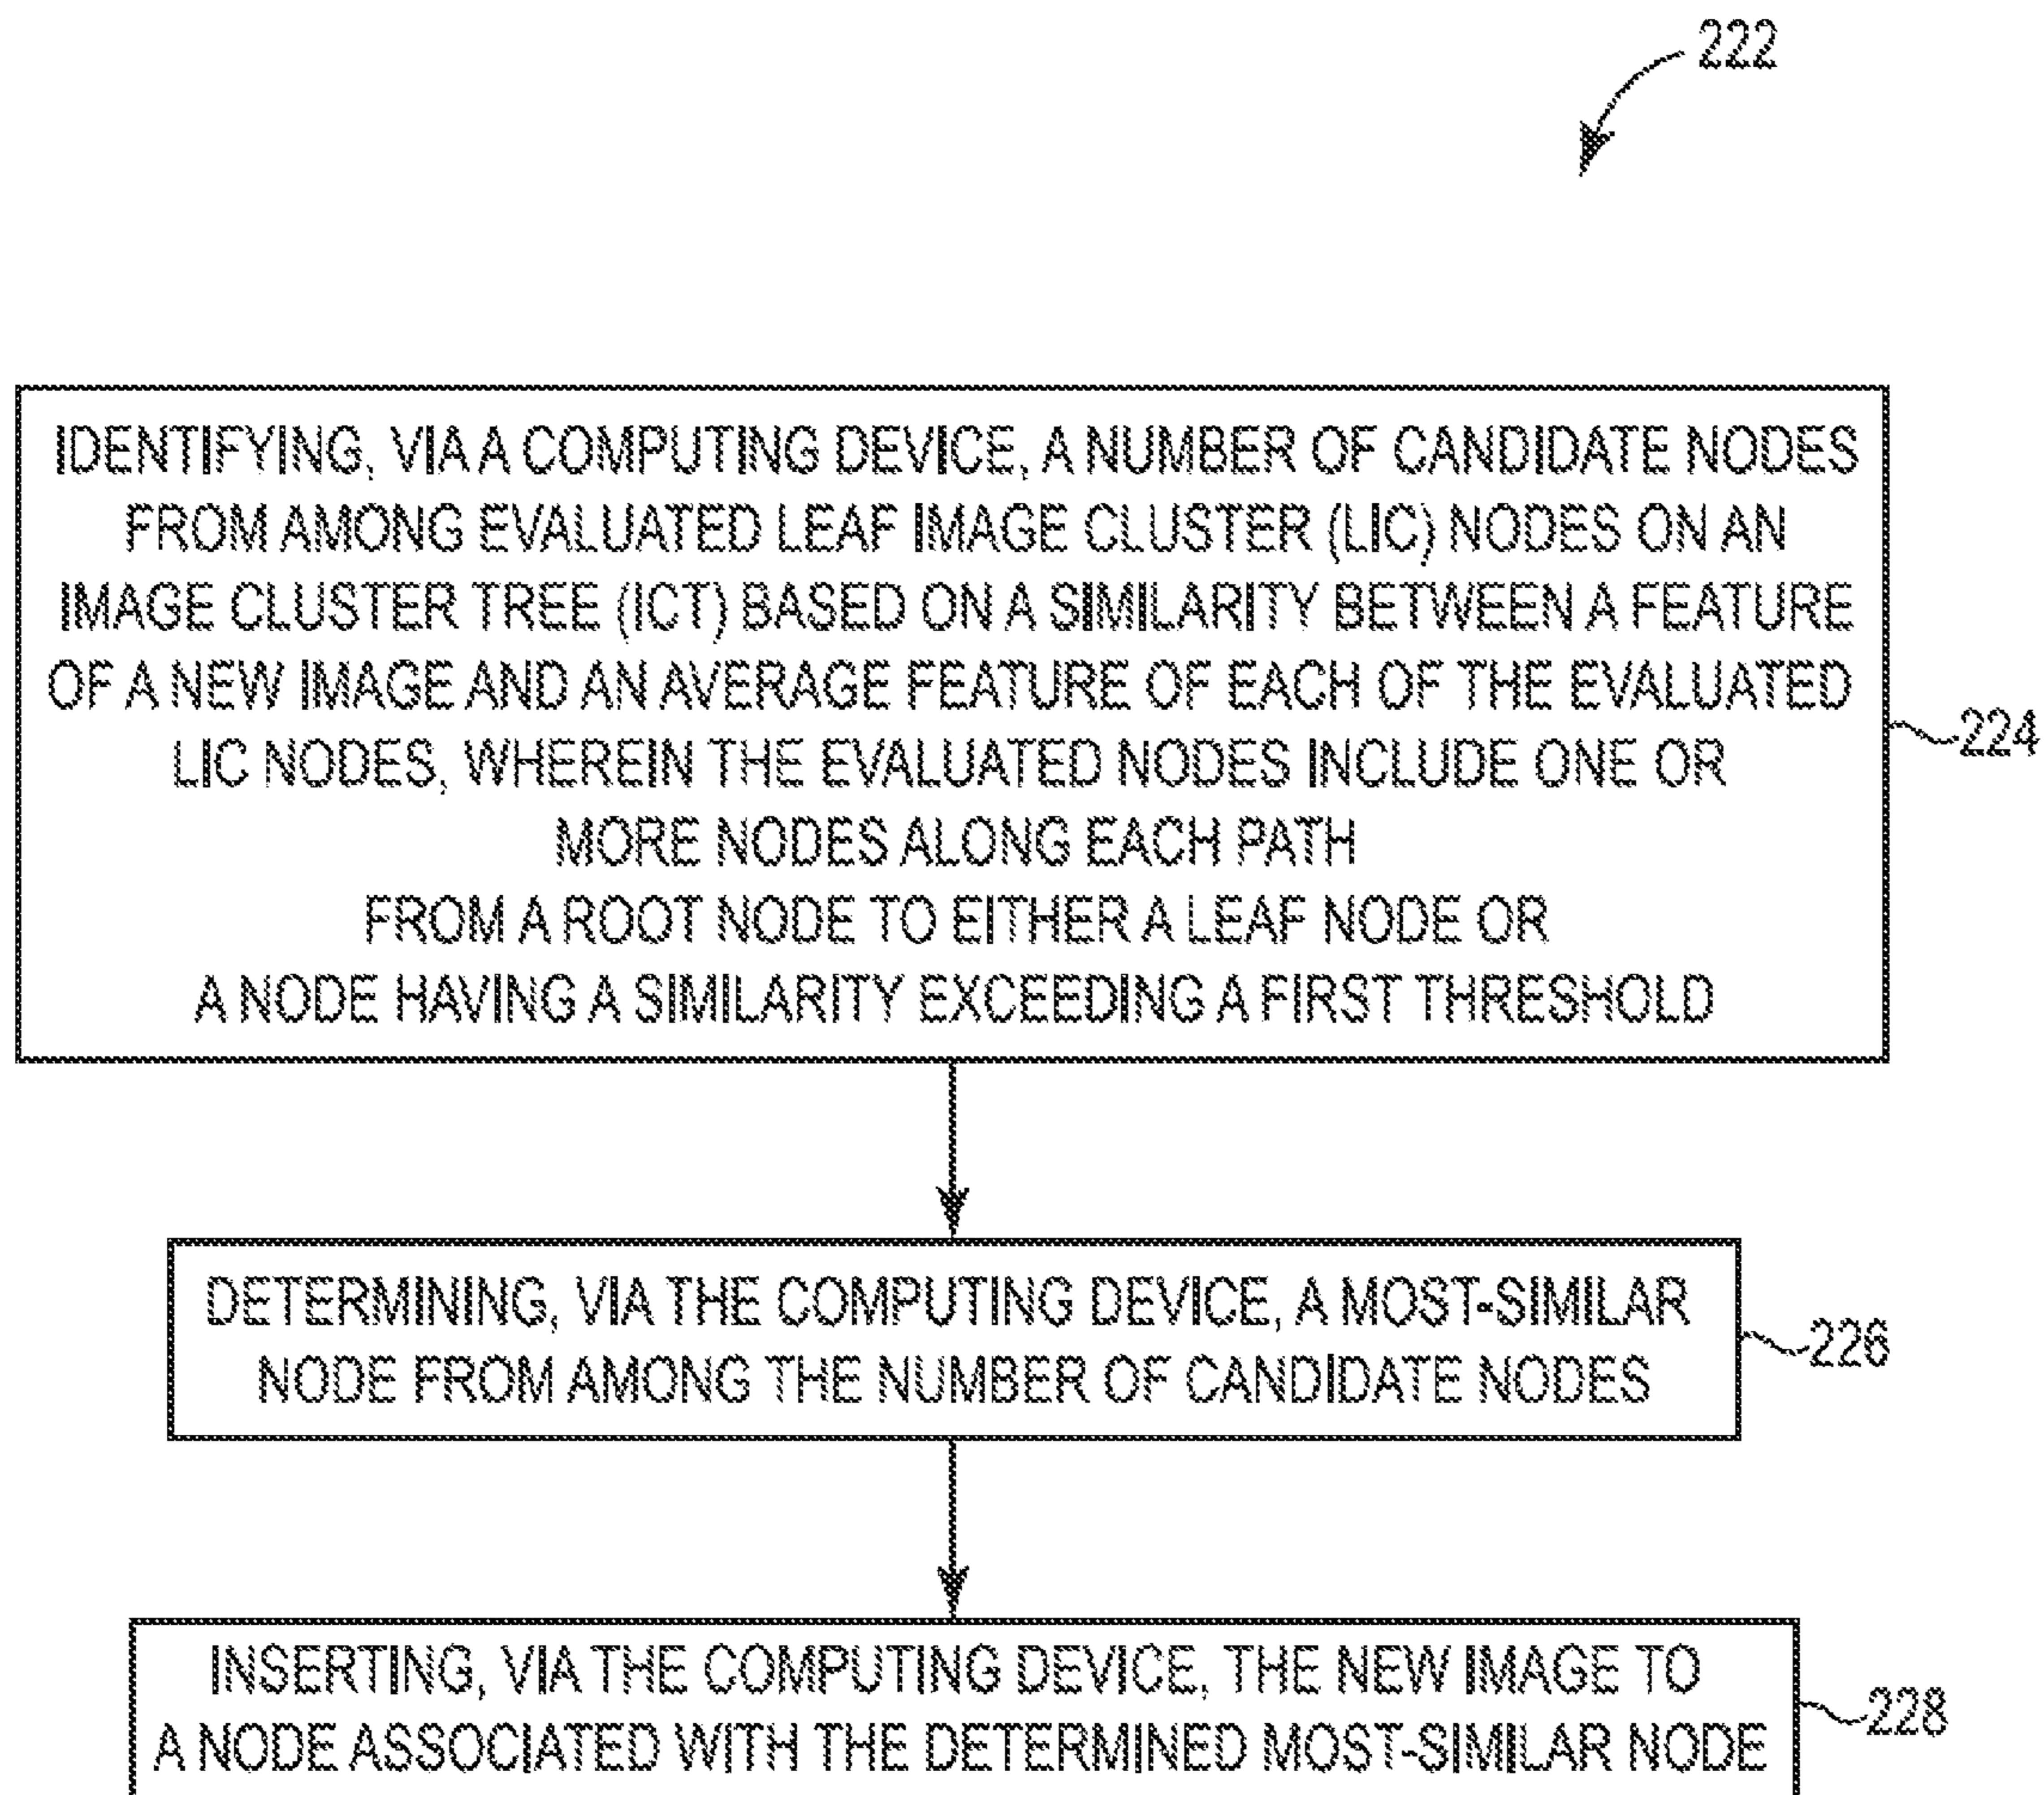 222
IDENTIFYING, VIA A COMPUTING DEVICE, A NUMBER OF CANDIDATE NODES
FROM AMONG EVALUATED LEAF IMAGE CLUSTER (LIC) NODES ON AN
IMAGE CLUSTER TREE (ICT) BASED ON A SIMILARITY BETWEEN A FEATURE
OF A NEW IMAGE AND AN AVERAGE FEATURE OF EACH OF THE EVALUATED
LIC NODES, WHEREIN THE EVALUATED NODES INCLUDE ONE OR
MORE NODES ALONG EACH PATH
FROM A ROOT NODE TO EITHER A LEAF NODE OR
A NODE HAVING A SIMILARITY EXCEEDING A FIRST THRESHOLD
224
DETERMINING, VIA THE COMPUTING DEVICE, A MOST-SIMILAR
NODE FROM AMONG THE NUMBER OF CANDIDATE NODES
226
INSERTING, VIA THE COMPUTING DEVICE, THE NEW IMAGE TO
A NODE ASSOCIATED WITH THE DETERMINED MOST-SIMILAR NODE
228